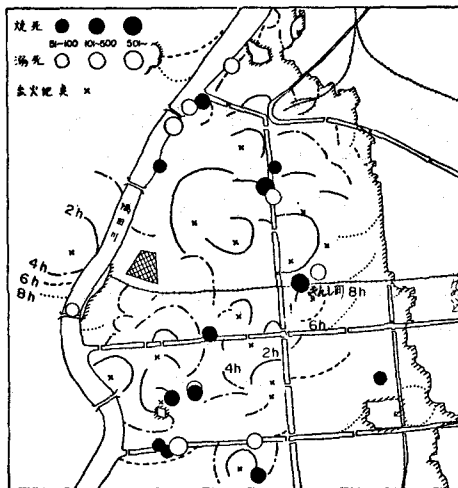 焼死
51~100 101~500 501~
溺死
出火地点 ×
2h
隅田川
4h
6h
8h
きんし町 8h
6h
2h
4h